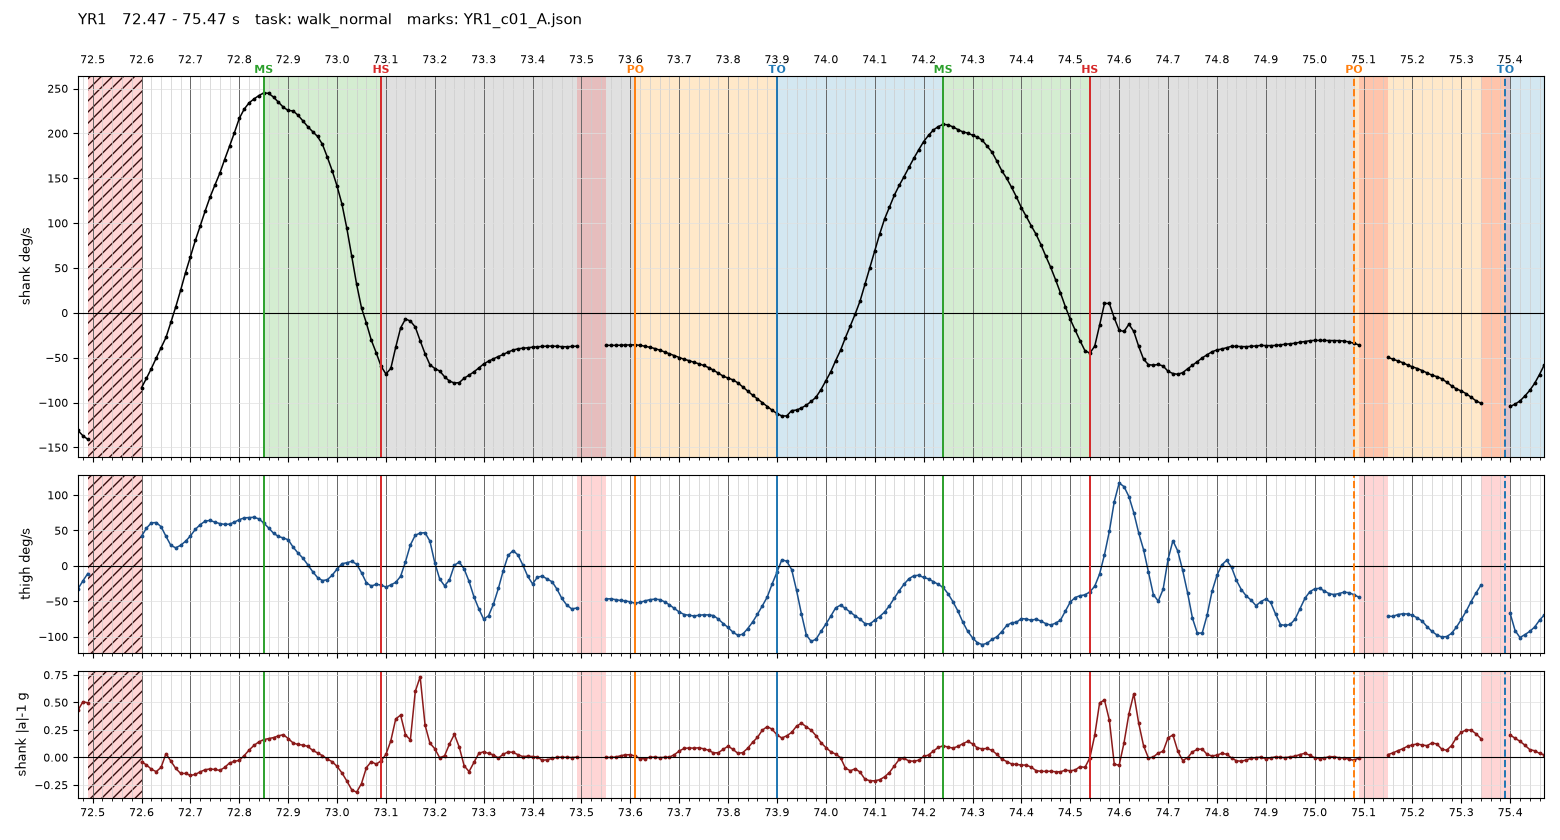 YR1 72.47 - 75.47 s task: walk_normal marks: YR1_c01_A.json
72.5 72.6 72.7 72.8 72.9 73.0 73.1 73.2 73.3 73.4 73.5 73.6 73.7 73.8 73.9 74.0 74.1 74.2 74.3 74.4 74.5 74.6 74.7 74.8 74.9 75.0 75.1 75.2 75.3 75.4
MS HS PO TO MS HS PO TO
250
200
150
100
50
0
−50
−100
−150
shank deg/s
100
50
0
−50
−100
thigh deg/s
0.75
0.50
0.25
0.00
−0.25
shank |a|-1 g
72.5 72.6 72.7 72.8 72.9 73.0 73.1 73.2 73.3 73.4 73.5 73.6 73.7 73.8 73.9 74.0 74.1 74.2 74.3 74.4 74.5 74.6 74.7 74.8 74.9 75.0 75.1 75.2 75.3 75.4